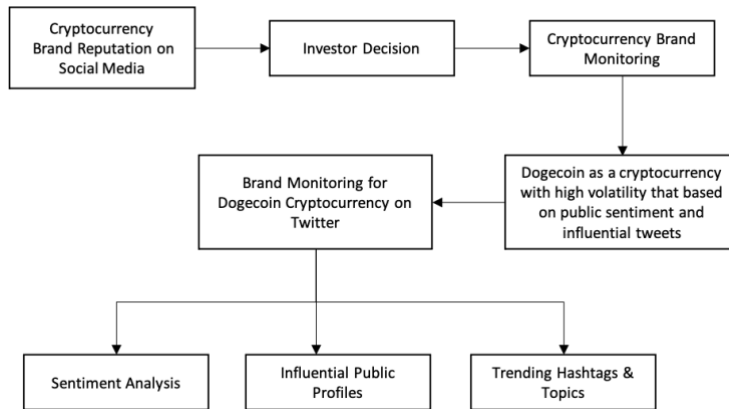 Cryptocurrency
Brand Reputation on
Social Media
Investor Decision
Cryptocurrency Brand
Monitoring
Dogecoin as a cryptocurrency
with high volatility that based
on public sentiment and
influential tweets
Brand Monitoring for
Dogecoin Cryptocurrency on
Twitter
Sentiment Analysis
Influential Public
Profiles
Trending Hashtags &
Topics